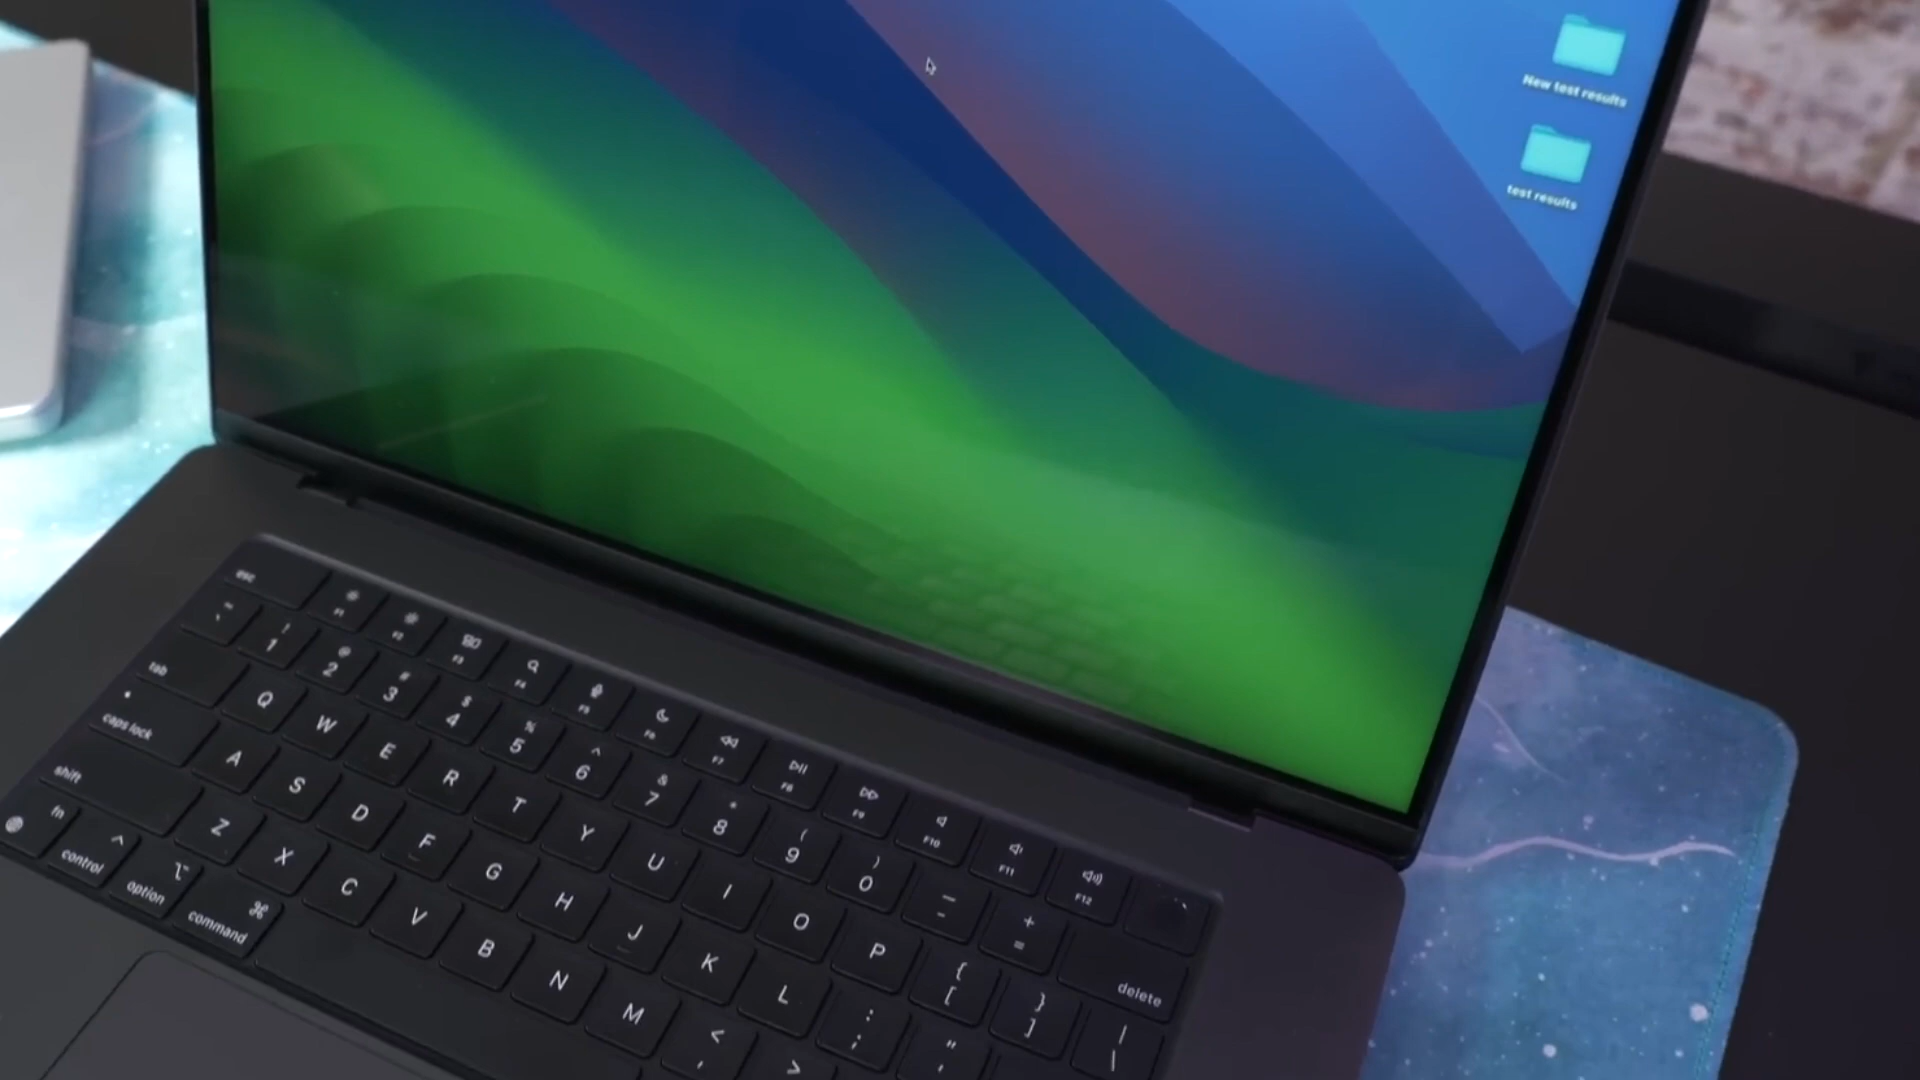 New test results
test results
esc F1 F2 F3 F4 F5 F6 F7 F8 F9 F10 F11 F12
~ ! @ # $ % ^ & * ( ) — +
` 1 2 3 4 5 6 7 8 9 0 - = delete
tab Q W E R T Y U I O P { [ } ] | \
caps lock A S D F G H J K L : ; " '
shift Z X C V B N M < , >
fn control option command